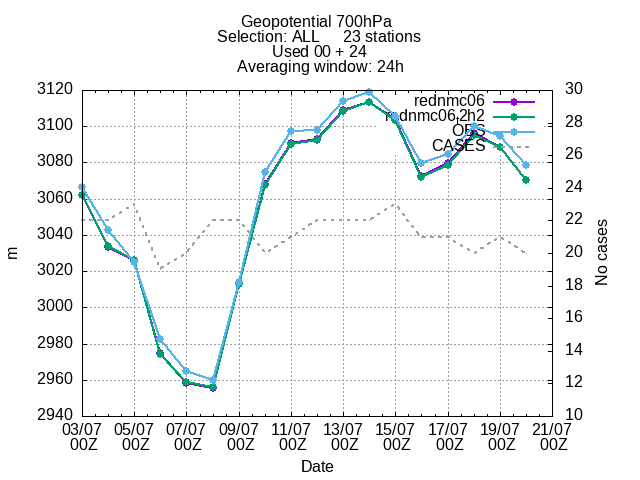 Geopotential 700hPa
Selection: ALL 23 stations
Used 00 + 24
Averaging window: 24h
rednmc06
rednmc06_2h2
OBS
CASES
3120
3100
3080
3060
3040
3020
3000
2980
2960
2940
m
30
28
26
24
22
20
18
16
14
12
10
No cases
03/07 05/07 07/07 09/07 11/07 13/07 15/07 17/07 19/07 21/07
00Z 00Z 00Z 00Z 00Z 00Z 00Z 00Z 00Z 00Z
Date